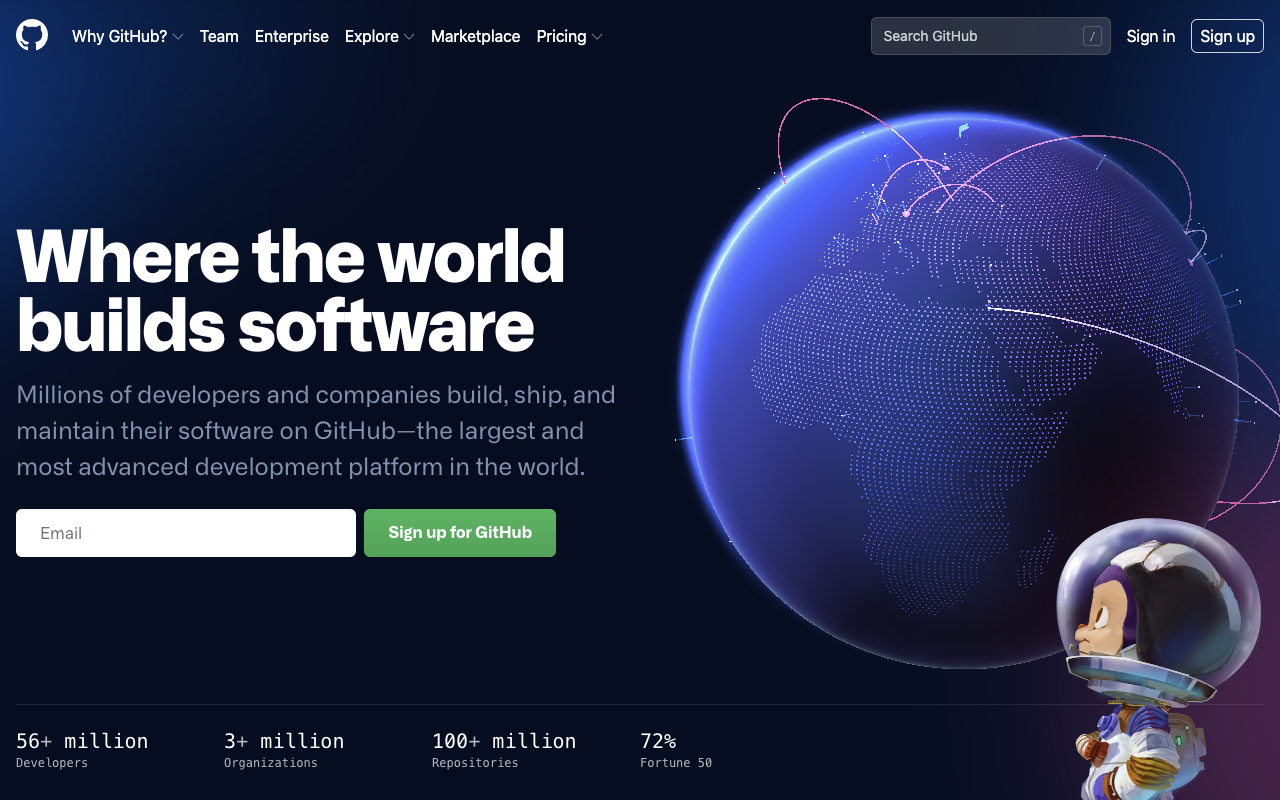 Why GitHub? Team Enterprise Explore Marketplace Pricing Search GitHub / Sign in Sign up
Where the world
builds software
Millions of developers and companies build, ship, and
maintain their software on GitHub—the largest and
most advanced development platform in the world.
Email Sign up for GitHub
56+ million 3+ million 100+ million 72%
Developers Organizations Repositories Fortune 50